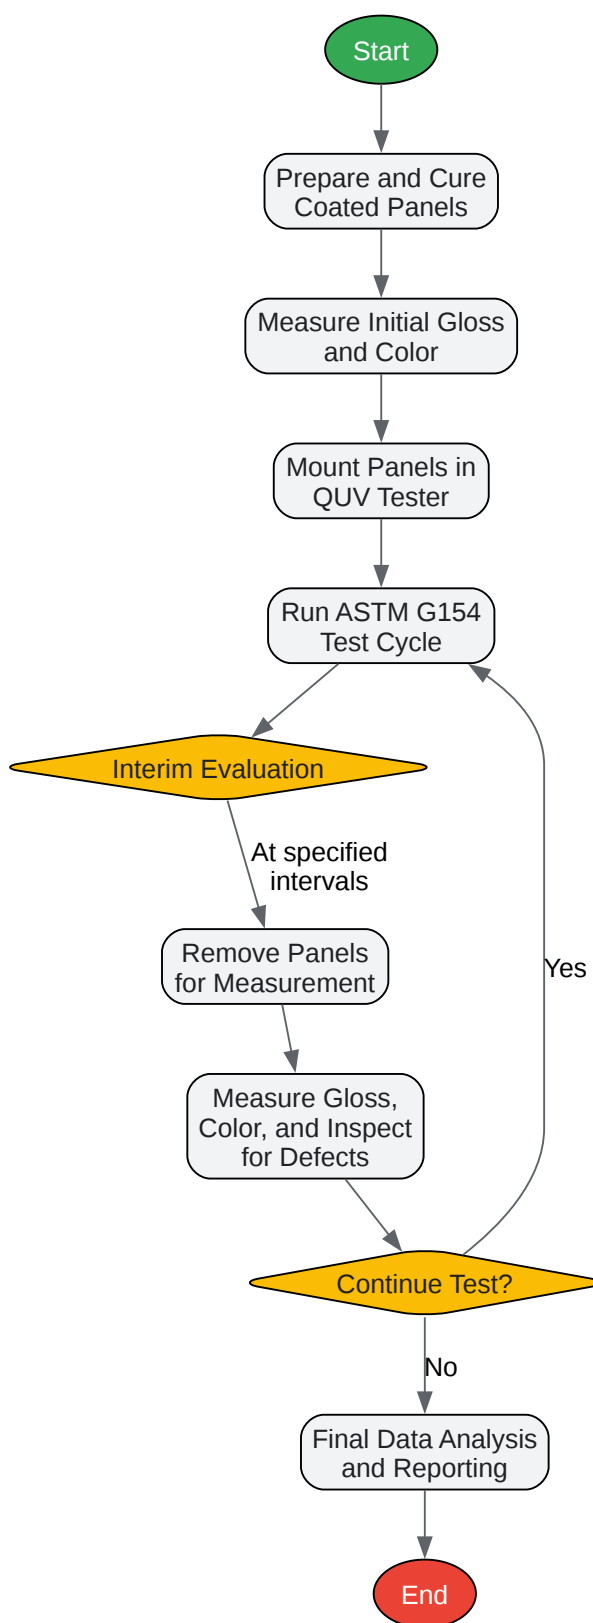 Start
Prepare and Cure
Coated Panels
Measure Initial Gloss
and Color
Mount Panels in
QUV Tester
Run ASTM G154
Test Cycle
Interim Evaluation
At specified
intervals
Remove Panels
for Measurement
Yes
Measure Gloss,
Color, and Inspect
for Defects
Continue Test?
No
Final Data Analysis
and Reporting
End